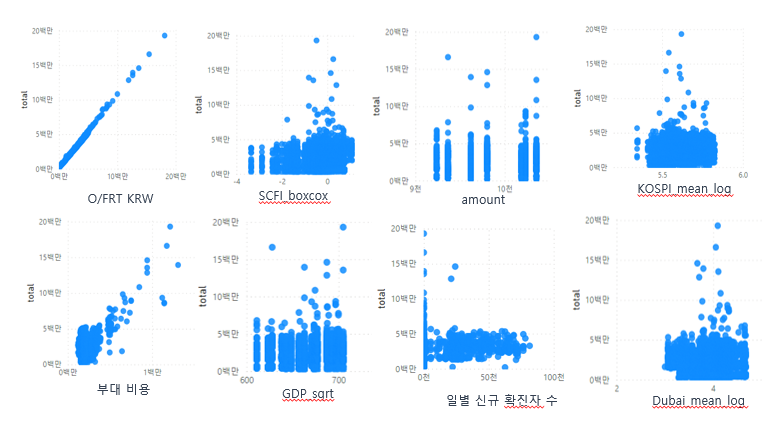 20백만
15백만
10백만
5백만
0백만
total
0백만
10백만
20백만
O/FRT KRW
20백만
15백만
10백만
5백만
0백만
total
-4
-2
0
SCFI_boxcox
20백만
15백만
10백만
5백만
0백만
total
9천
10천
amount
20백만
15백만
10백만
5백만
0백만
total
5.5
6.0
KOSPI_mean_log
20백만
15백만
10백만
5백만
0백만
total
0백만
1백만
부대 비용
20백만
15백만
10백만
5백만
0백만
total
600
700
GDP_sqrt
20백만
15백만
10백만
5백만
0백만
total
0천
50천
100천
일별 신규 확진자 수
20백만
15백만
10백만
5백만
0백만
total
2
4
Dubai_mean_log